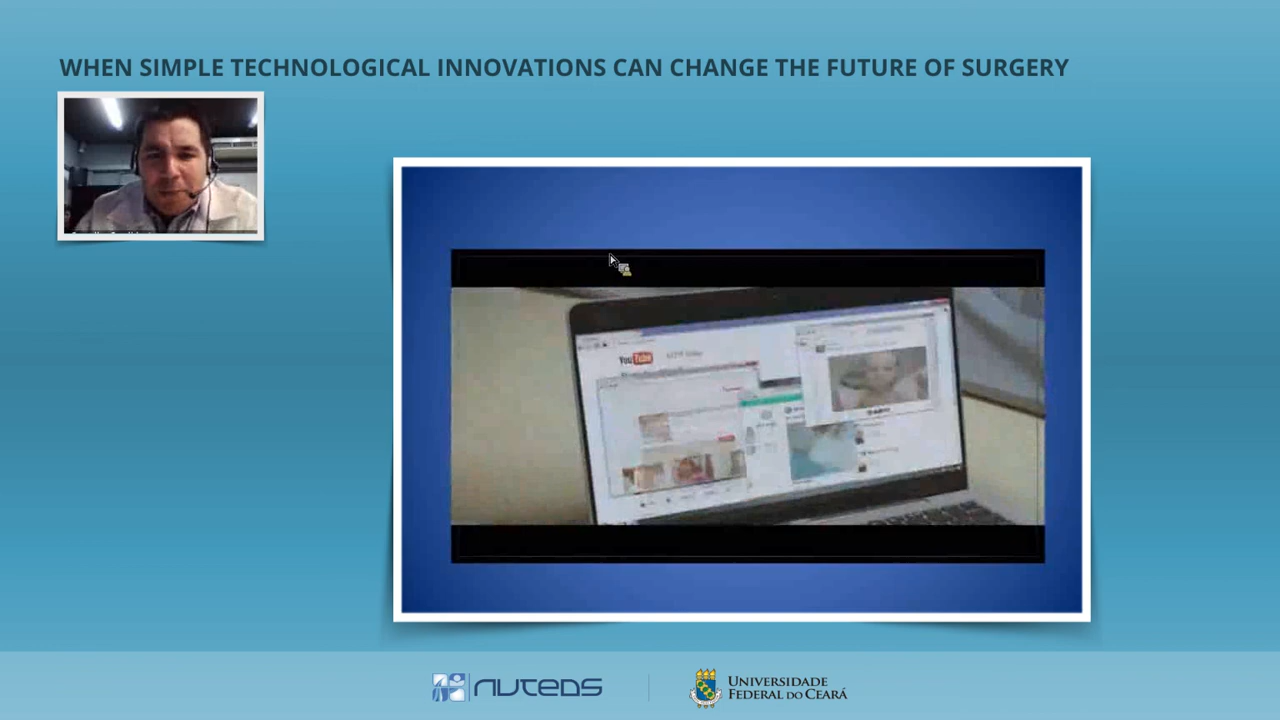 WHEN SIMPLE TECHNOLOGICAL INNOVATIONS CAN CHANGE THE FUTURE OF SURGERY
YouTube
NUTEDS
UNIVERSIDADE
FEDERAL DO CEARÁ